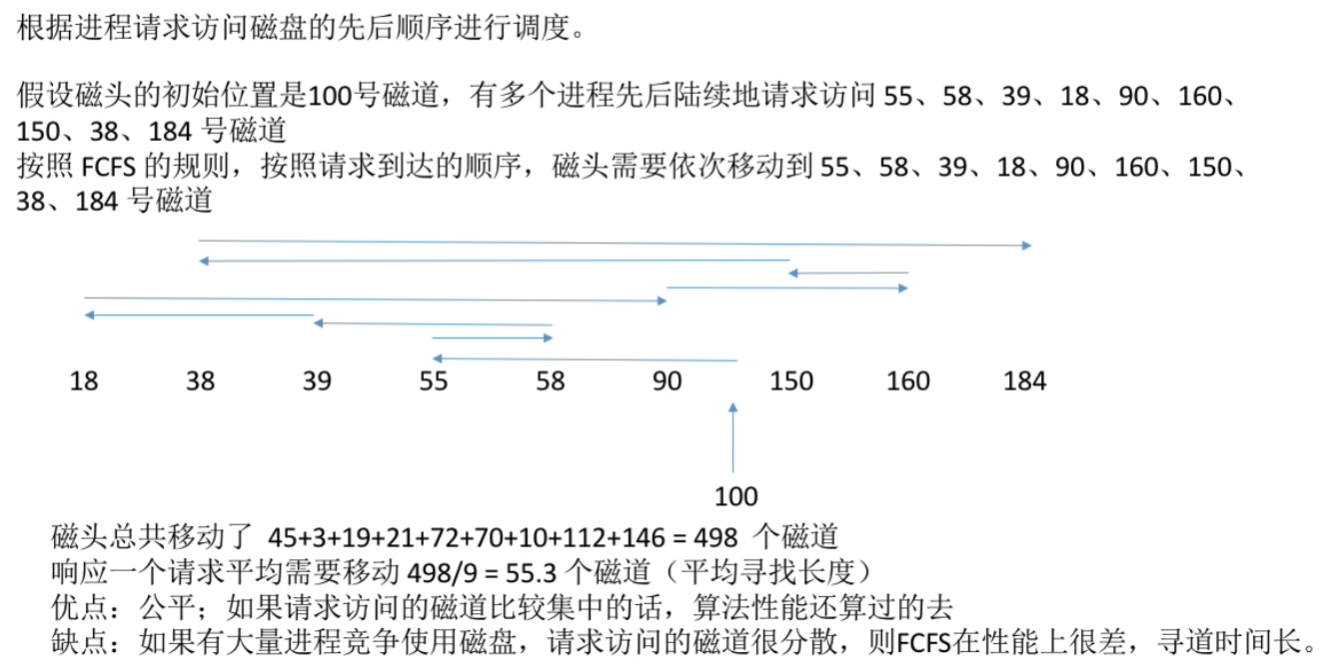 根据进程请求访问磁盘的先后顺序进行调度。
假设磁头的初始位置是100号磁道，有多个进程先后陆续地请求访问 55、58、39、18、90、160、
150、38、184 号磁道
按照 FCFS 的规则，按照请求到达的顺序，磁头需要依次移动到 55、58、39、18、90、160、150、
38、184 号磁道
18 38 39 55 58 90 150 160 184
100
磁头总共移动了 45+3+19+21+72+70+10+112+146 = 498 个磁道
响应一个请求平均需要移动 498/9 = 55.3 个磁道（平均寻找长度）
优点：公平；如果请求访问的磁道比较集中的话，算法性能还算过的去
缺点：如果有大量进程竞争使用磁盘，请求访问的磁道很分散，则FCFS在性能上很差，寻道时间长。